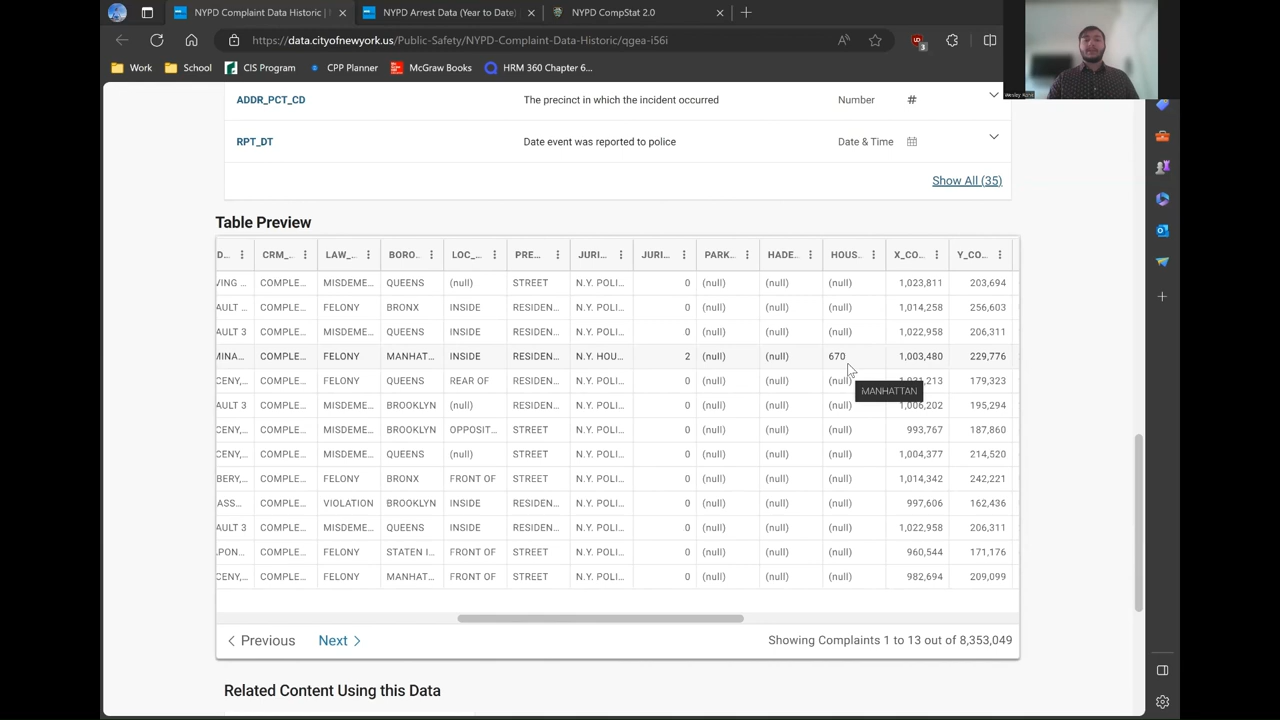 NYPD Complaint Data Historic |
NYPD Arrest Data (Year to Date)
NYPD CompStat 2.0
https://data.cityofnewyork.us/Public-Safety/NYPD-Complaint-Data-Historic/qgea-i56i
Work School CIS Program CPP Planner McGraw Books HRM 360 Chapter 6...
ADDR_PCT_CD The precinct in which the incident occurred Number #
RPT_DT Date event was reported to police Date & Time
Show All (35)
Table Preview
D... CRM_... LAW_... BORO... LOC_... PRE... JURI... JURI... PARK... HADE... HOUS... X_CO... Y_CO...
VING ... COMPLE... MISDEME... QUEENS (null) STREET N.Y. POLI... 0 (null) (null) (null) 1,023,811 203,694
AULT ... COMPLE... FELONY BRONX INSIDE RESIDEN... N.Y. POLI... 0 (null) (null) (null) 1,014,258 256,603
AULT 3 COMPLE... MISDEME... QUEENS INSIDE RESIDEN... N.Y. POLI... 0 (null) (null) (null) 1,022,958 206,311
MINA... COMPLE... FELONY MANHAT... INSIDE RESIDEN... N.Y. HOU... 2 (null) (null) 670 1,003,480 229,776
CENY,... COMPLE... FELONY QUEENS REAR OF RESIDEN... N.Y. POLI... 0 (null) (null) (null) 1,031,213 179,323
MANHATTAN
AULT 3 COMPLE... MISDEME... BROOKLYN (null) RESIDEN... N.Y. POLI... 0 (null) (null) (null) 1,006,202 195,294
CENY,... COMPLE... MISDEME... BROOKLYN OPPOSIT... STREET N.Y. POLI... 0 (null) (null) (null) 993,767 187,860
CENY,... COMPLE... MISDEME... QUEENS (null) STREET N.Y. POLI... 0 (null) (null) (null) 1,004,377 214,520
BERY,... COMPLE... FELONY BRONX FRONT OF STREET N.Y. POLI... 0 (null) (null) (null) 1,014,342 242,221
ASS... COMPLE... VIOLATION BROOKLYN INSIDE RESIDEN... N.Y. POLI... 0 (null) (null) (null) 997,606 162,436
AULT 3 COMPLE... MISDEME... QUEENS INSIDE RESIDEN... N.Y. POLI... 0 (null) (null) (null) 1,022,958 206,311
.PON... COMPLE... FELONY STATEN I... FRONT OF STREET N.Y. POLI... 0 (null) (null) (null) 960,544 171,176
CENY,... COMPLE... FELONY MANHAT... FRONT OF STREET N.Y. POLI... 0 (null) (null) (null) 982,694 209,099
Previous Next Showing Complaints 1 to 13 out of 8,353,049
Related Content Using this Data